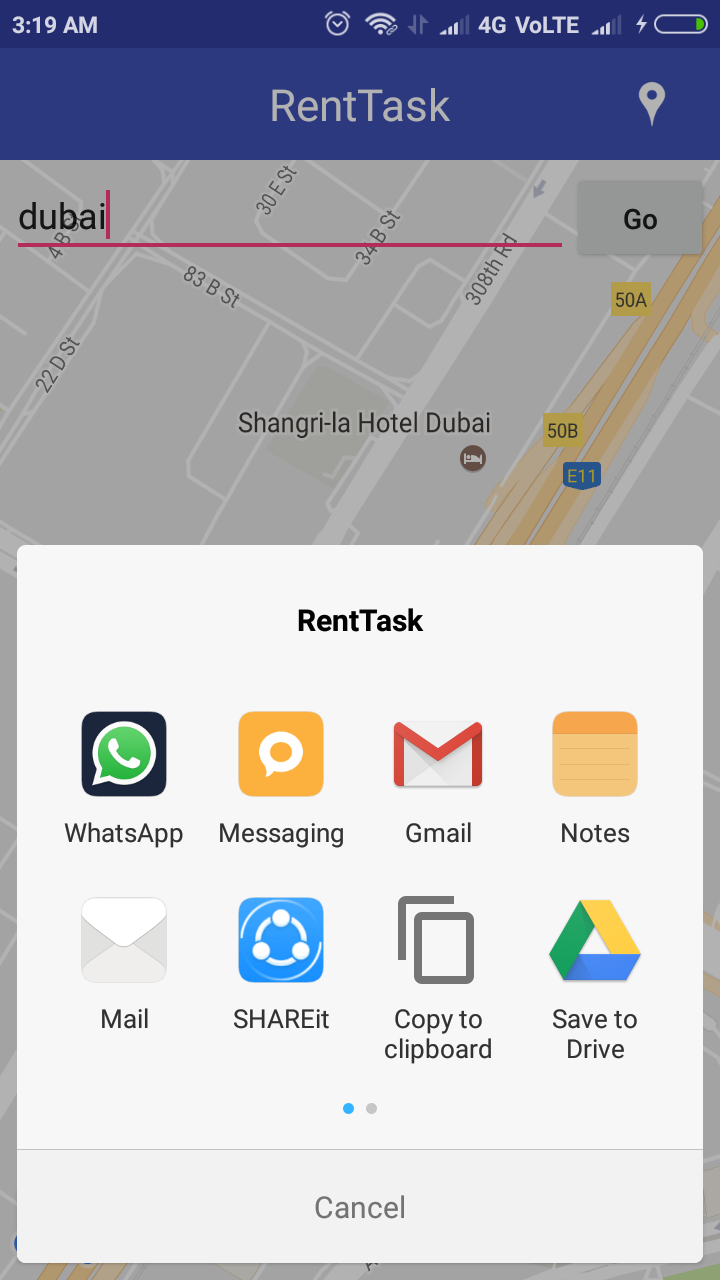 3:19 AM
4G VoLTE
RentTask
dubai
Go
30 E St
4 B St
34 B St
308th Rd
83 B St
50A
22 D St
Shangri-la Hotel Dubai
50B
E11
RentTask
WhatsApp
Messaging
Gmail
Notes
Mail
SHAREit
Copy to
clipboard
Save to
Drive
Cancel